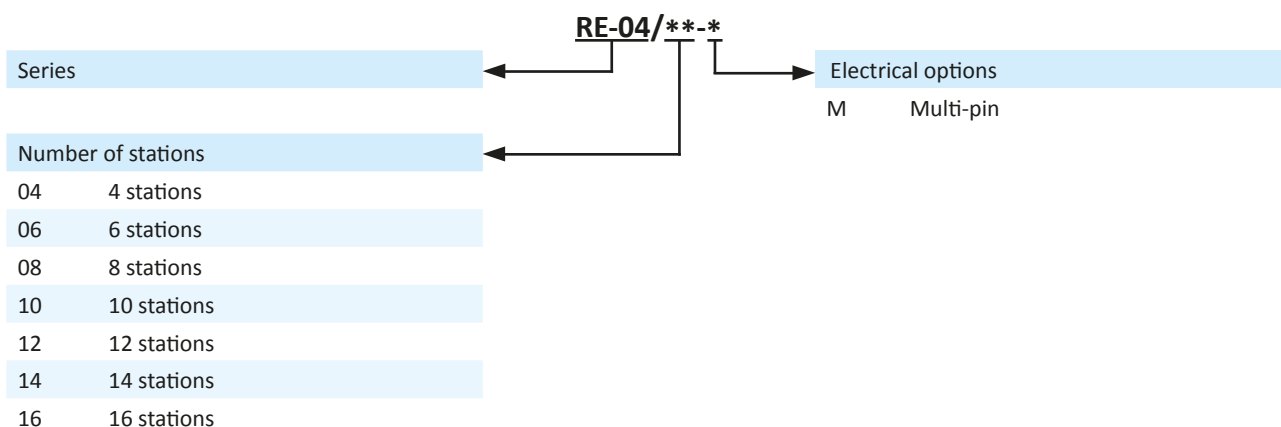 RE-04/**-*
Series
Electrical options
M Multi-pin
Number of stations
04 4 stations
06 6 stations
08 8 stations
10 10 stations
12 12 stations
14 14 stations
16 16 stations